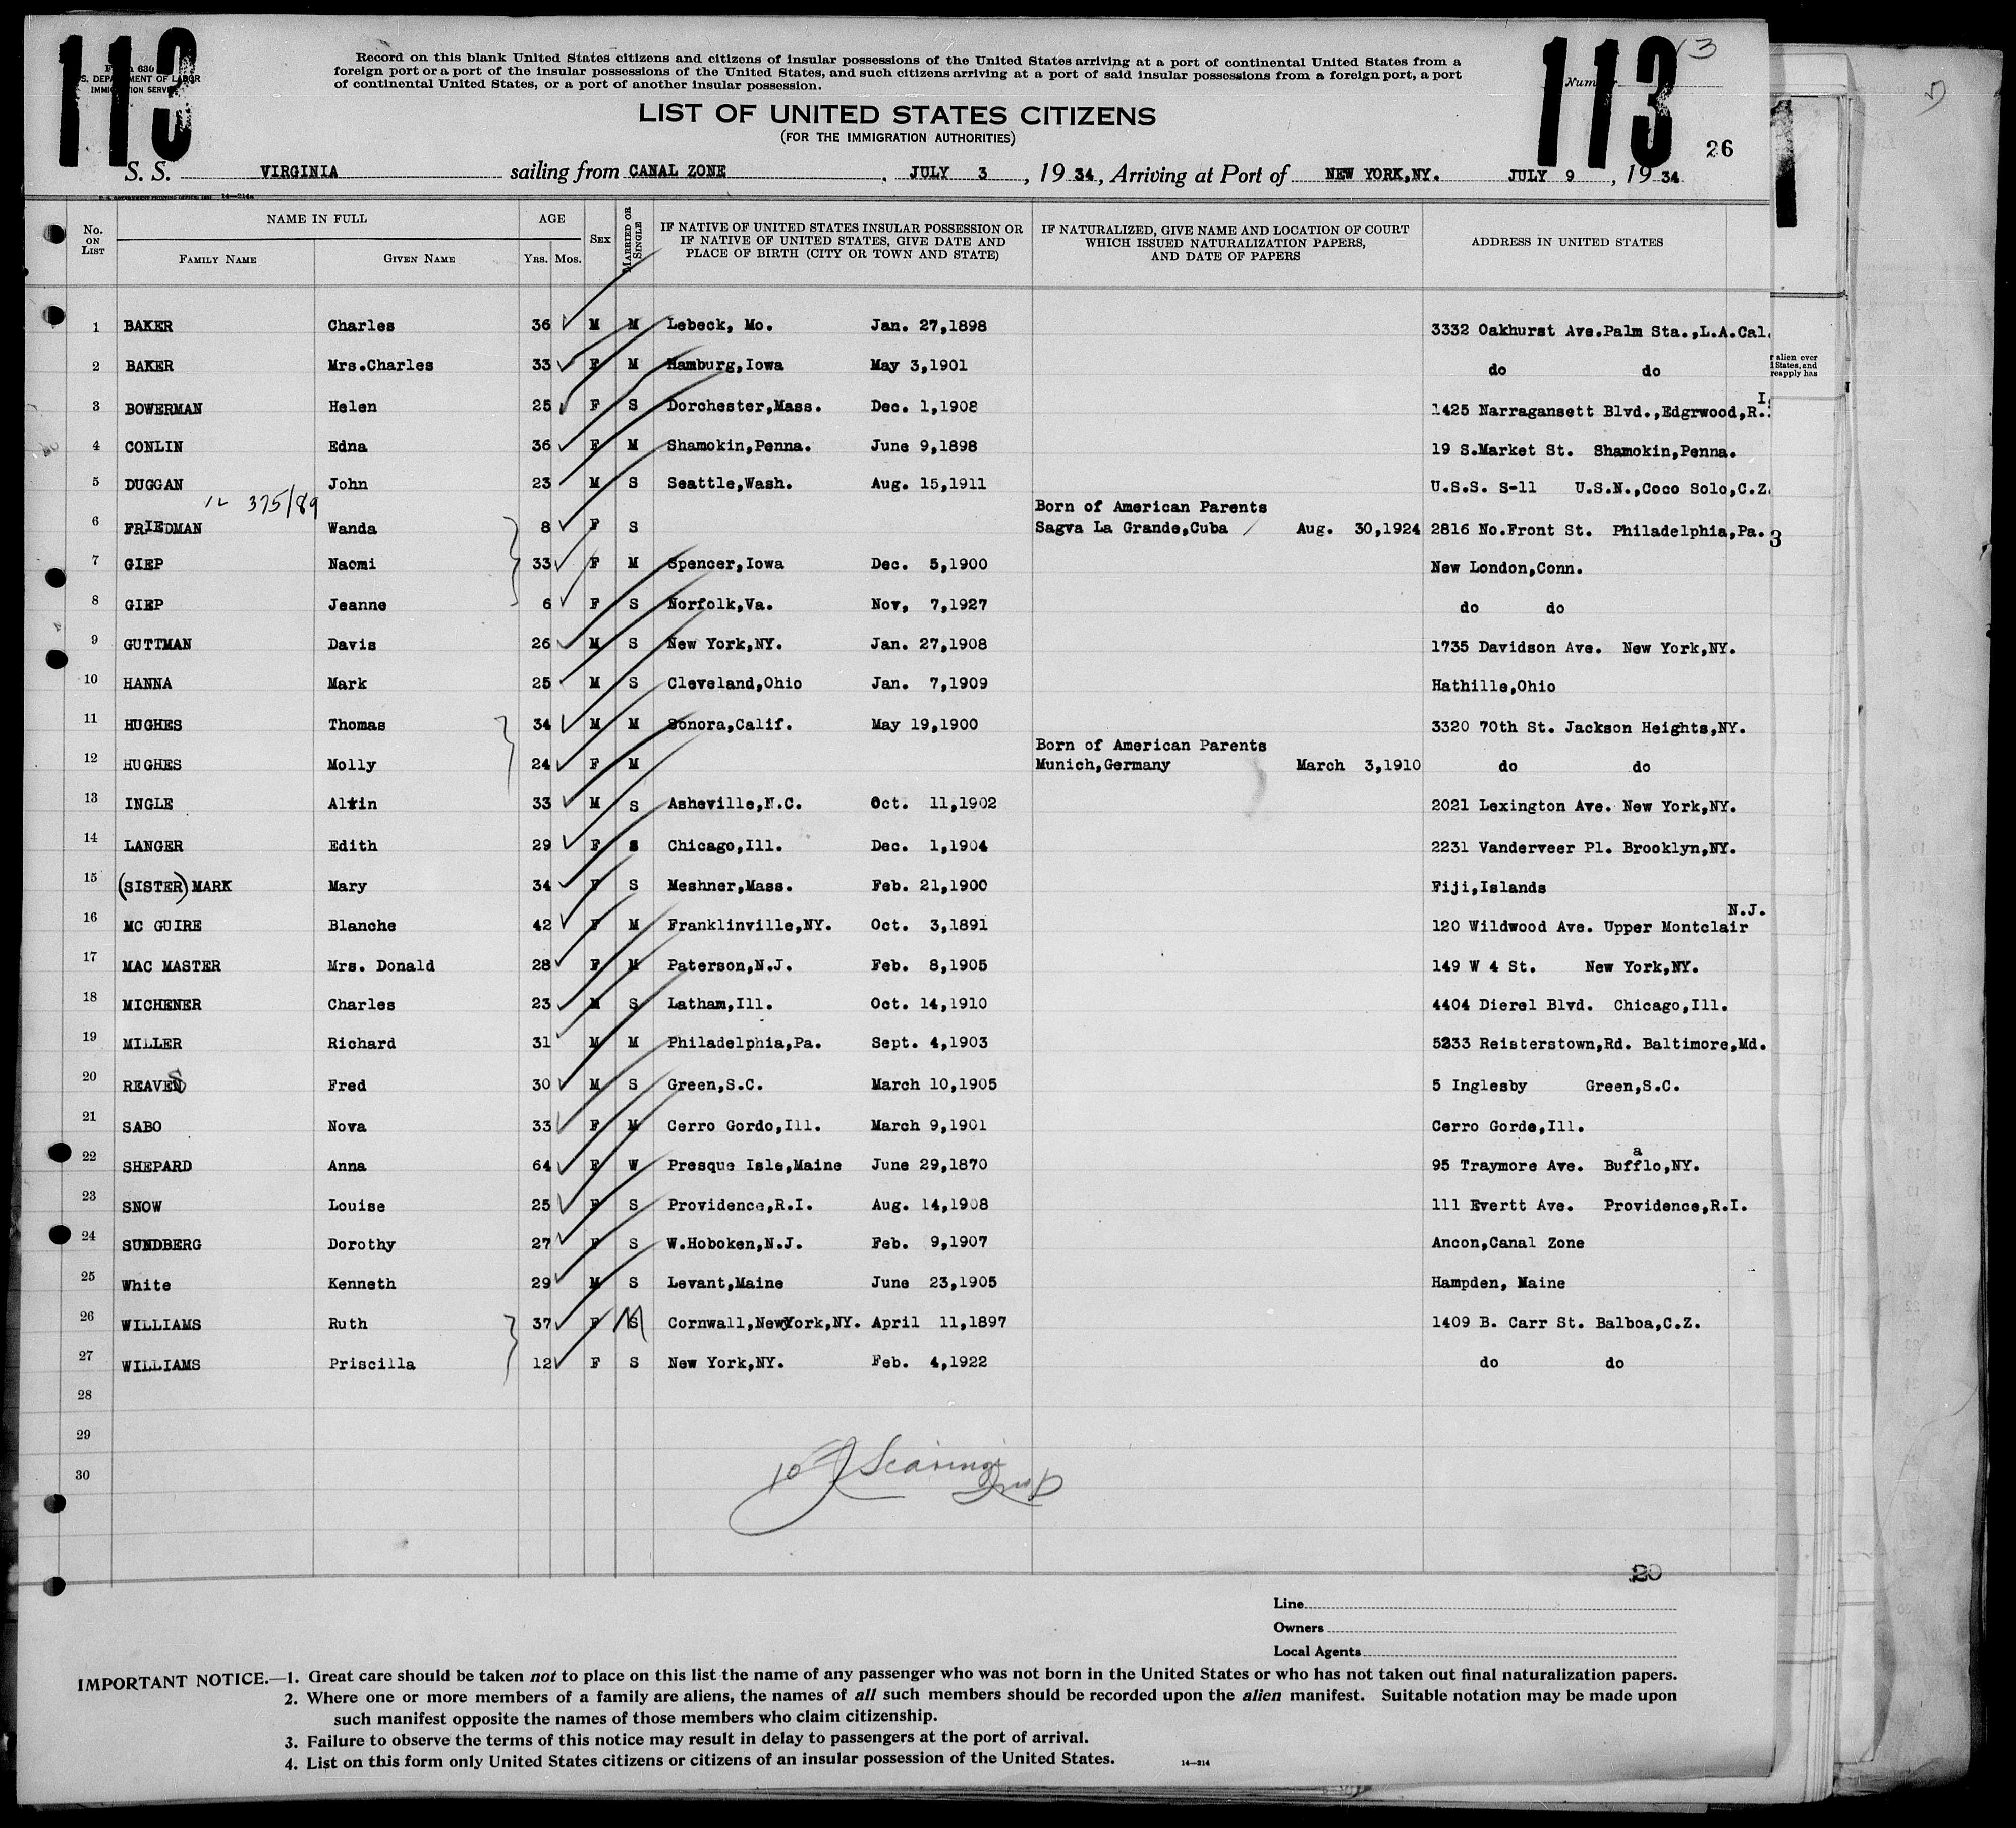 113
113
13
Form 630
U.S. DEPARTMENT OF LABOR
IMMIGRATION SERVICE
Record on this blank United States citizens and citizens of insular possessions of the United States arriving at a port of continental United States from a
foreign port or a port of the insular possessions of the United States, and such citizens arriving at a port of said insular possessions from a foreign port, a port
of continental United States, or a port of another insular possession.
Number
LIST OF UNITED STATES CITIZENS
(FOR THE IMMIGRATION AUTHORITIES)
26
S. S. VIRGINIA sailing from CANAL ZONE , JULY 3 , 19 34, Arriving at Port of NEW YORK,NY. JULY 9 , 19 34
U. S. GOVERNMENT PRINTING OFFICE: 1931 14—214a
No. ON LIST NAME IN FULL FAMILY NAME GIVEN NAME AGE YRS. MOS. SEX MARRIED OR SINGLE IF NATIVE OF UNITED STATES INSULAR POSSESSION OR IF NATIVE OF UNITED STATES, GIVE DATE AND PLACE OF BIRTH (CITY OR TOWN AND STATE) IF NATURALIZED, GIVE NAME AND LOCATION OF COURT WHICH ISSUED NATURALIZATION PAPERS, AND DATE OF PAPERS ADDRESS IN UNITED STATES
1 BAKER Charles 36 M M Lebeck, Mo. Jan. 27,1898 3332 Oakhurst Ave.Palm Sta.,L.A.Cal.
2 BAKER Mrs.Charles 33 F M Hamburg,Iowa May 3,1901 do do
r alien ever
States, and
reapply has
3 BOWERMAN Helen 25 F S Dorchester,Mass. Dec. 1,1908 1425 Narragansett Blvd.,Edgrwood,R.I.
4 CONLIN Edna 36 F M Shamokin,Penna. June 9,1898 19 S.Market St. Shamokin,Penna.
5 DUGGAN John 23 M S Seattle,Wash. Aug. 15,1911 U.S.S. S-11 U.S.N.,Coco Solo,C.Z.
375/89
Born of American Parents
6 FRIEDMAN Wanda 8 F S Sagva La Grande,Cuba Aug. 30,1924 2816 No.Front St. Philadelphia,Pa. 3
7 GIEP Naomi 33 F M Spencer,Iowa Dec. 5,1900 New London,Conn.
8 GIEP Jeanne 6 F S Norfolk,Va. Nov, 7,1927 do do
9 GUTTMAN Davis 26 M S New York,NY. Jan. 27,1908 1735 Davidson Ave. New York,NY.
10 HANNA Mark 25 M S Cleveland,Ohio Jan. 7,1909 Hathille,Ohio
11 HUGHES Thomas 34 M M Sonora,Calif. May 19,1900 3320 70th St. Jackson Heights,NY.
Born of American Parents
12 HUGHES Molly 24 F M Munich,Germany March 3,1910 do do
13 INGLE 33 M S Asheville,N.C. Oct. 11,1902 2021 Lexington Ave. New York,NY.
14 LANGER Edith 29 F S Chicago,Ill. Dec. 1,1904 2231 Vanderveer Pl. Brooklyn,NY.
15 (SISTER) MARK Mary 34 F S Meshner,Mass. Feb. 21,1900 Fiji,Islands
N.J.
16 MC GUIRE Blanche 42 F M Franklinville,NY. Oct. 3,1891 120 Wildwood Ave. Upper Montclair
17 MAC MASTER Mrs. Donald 28 F M Paterson,N.J. Feb. 8,1905 149 W 4 St. New York,NY.
18 MICHENER Charles 23 M S Latham,Ill. Oct. 14,1910 4404 Dierel Blvd. Chicago,Ill.
19 MILLER Richard 31 M M Philadelphia,Pa. Sept. 4,1903 5233 Reisterstown,Rd. Baltimore,Md.
20 REAVES Fred 30 M S Green,S.C. March 10,1905 5 Inglesby Green,S.C.
21 SABO Nova 33 F M Cerro Gordo,Ill. March 9,1901 Cerro Gorde,Ill.
22 SHEPARD Anna 64 F W Presque Isle,Maine June 29,1870 95 Traymore Ave. Buffalo,NY.
23 SNOW Louise 25 F S Providence,R.I. Aug. 14,1908 111 Evertt Ave. Providence,R.I.
24 SUNDBERG Dorothy 27 F S W.Hoboken,N.J. Feb. 9,1907 Ancon,Canal Zone
25 White Kenneth 29 M S Levant,Maine June 23,1905 Hampden, Maine
26 WILLIAMS Ruth 37 F M Cornwall,NewYork,NY. April 11,1897 1409 B. Carr St. Balboa,C.Z.
27 WILLIAMS Priscilla 12 F S New York,NY. Feb. 4,1922 do do
28
29
30
Line
Owners
Local Agents
IMPORTANT NOTICE.—1. Great care should be taken not to place on this list the name of any passenger who was not born in the United States or who has not taken out final naturalization papers.
2. Where one or more members of a family are aliens, the names of all such members should be recorded upon the alien manifest. Suitable notation may be made upon
such manifest opposite the names of those members who claim citizenship.
3. Failure to observe the terms of this notice may result in delay to passengers at the port of arrival.
4. List on this form only United States citizens or citizens of an insular possession of the United States.
14—214